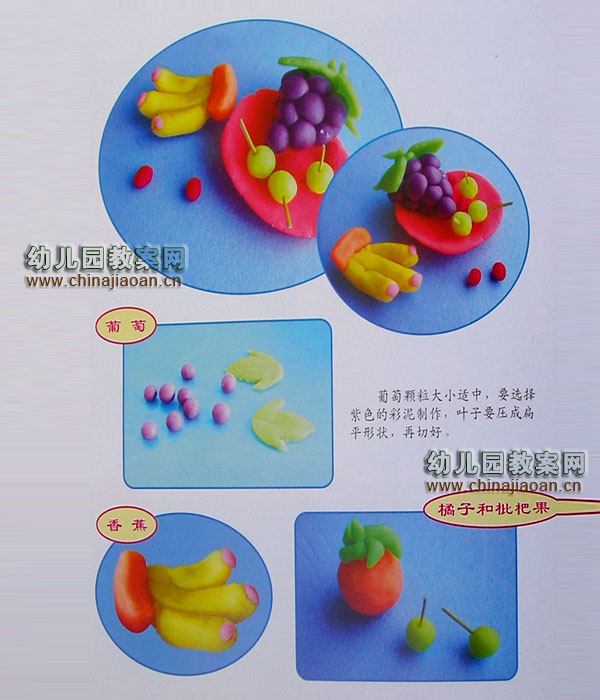 幼儿园教案网
www.chinajiaoan.cn
葡萄
葡萄颗粒大小适中，要选择
紫色的彩泥制作，叶子要压成扁
平形状，再切好。
幼儿园教案网
www.chinajiaoan.cn
橘子和枇杷果
香蕉